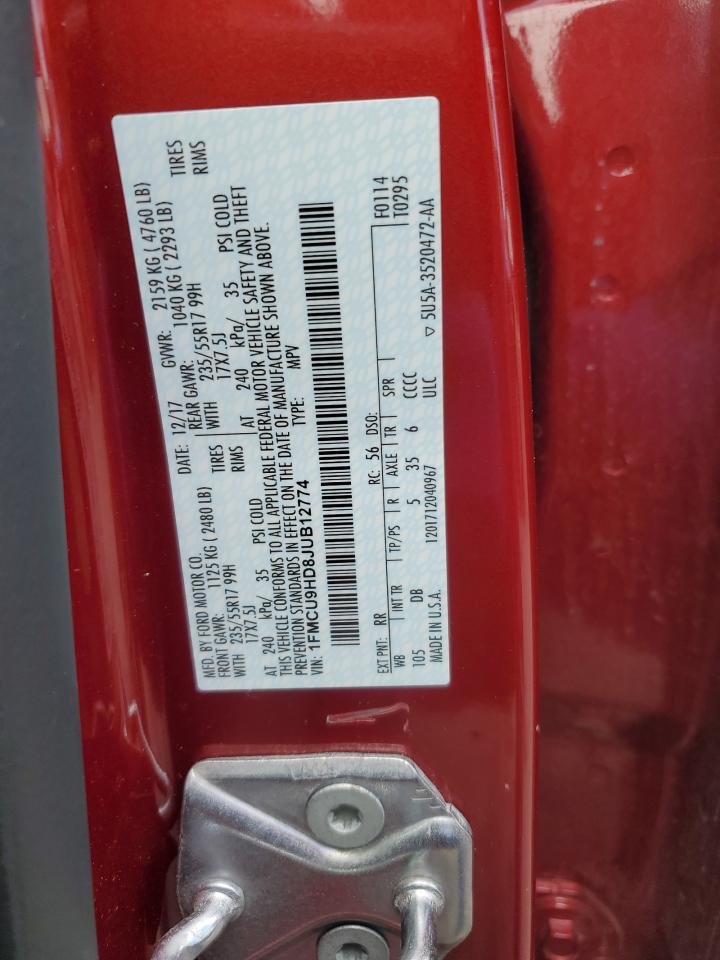 MFD. BY FORD MOTOR CO.
DATE: 12/17 GVWR: 2159 KG ( 4760 LB)
FRONT GAWR: 1125 KG ( 2480 LB) REAR GAWR: 1040 KG ( 2293 LB)
WITH 235/55R17 99H TIRES WITH 235/55R17 99H TIRES
17X7.5J RIMS 17X7.5J RIMS
AT 240 kPa/ 35 PSI COLD AT 240 kPa/ 35 PSI COLD
THIS VEHICLE CONFORMS TO ALL APPLICABLE FEDERAL MOTOR VEHICLE SAFETY AND THEFT
PREVENTION STANDARDS IN EFFECT ON THE DATE OF MANUFACTURE SHOWN ABOVE.
VIN: 1FMCU9HD8JUB12774 TYPE: MPV
EXT PNT: RR RC: 56 DSO: F0114
WB INT TR TP/PS R AXLE TR SPR T0295
105 DB 5 35 6 CCCC
MADE IN U.S.A. 1201712040967 ULC ▽ 5U5A-3520472-AA